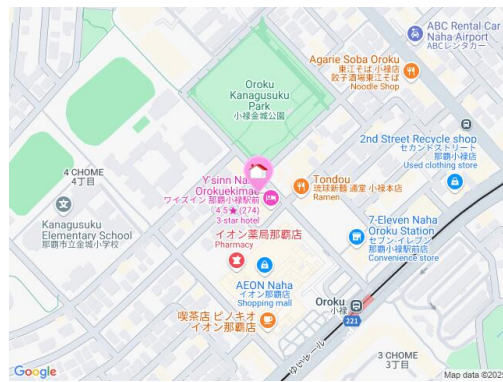 ABC Rental Car
Naha Airport
ABCレンタカー
Agarie Soba Oroku
東江そば 小禄店
餃子酒場東江そば
Noodle Shop
Oroku
Kanagusuku
Park
小禄金城公園
2nd Street Recycle shop
セカンドストリート
那覇小禄店
Used clothing store
4 CHOME
4丁目
Y'sinn Naha
Orokuekimae
ワイズイン 那覇小禄駅前
4.5★(274)
3-star hotel
Tondou
琉球新麺 通堂 小禄本店
Ramen
Kanagusuku
Elementary School
那覇市立金城小学校
7-Eleven Naha
Oroku Station
セブン-イレブン
那覇小禄駅前店
Convenience store
イオン薬局那覇店
Pharmacy
AEON Naha
イオン那覇店
Shopping mall
Oroku
小禄
221
喫茶店 ピノキオ
イオン那覇店
ゆいレール
3 CHOME
3丁目
Google
Map data ©2025